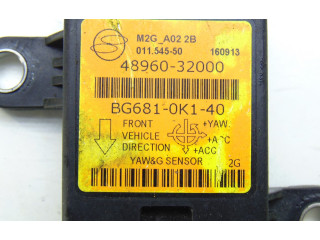 M2G_A02 2B
011.545-50 160913
48960-32000
BG681-0K1-40
FRONT +YAW
VEHICLE +ACC
DIRECTION +ACC
YAW&G SENSOR 2G